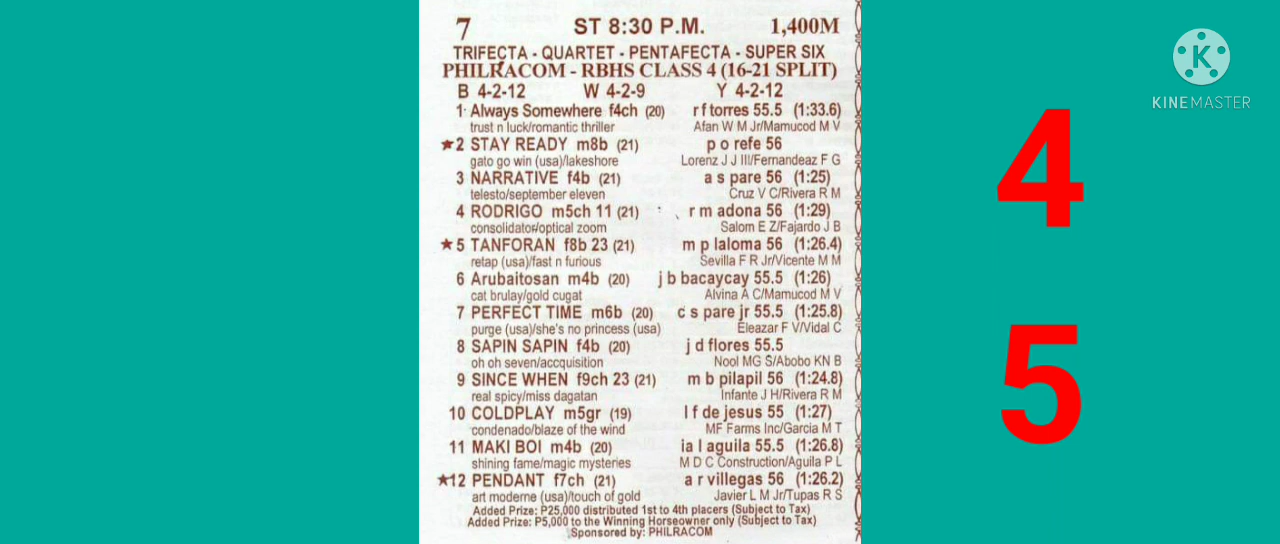 7 ST 8:30 P.M. 1,400M
TRIFECTA - QUARTET - PENTAFECTA - SUPER SIX
PHILRACOM - RBHS CLASS 4 (16-21 SPLIT)
B 4-2-12 W 4-2-9 Y 4-2-12
1 Always Somewhere f4ch (20) r f torres 55.5 (1:33.6)
trust n luck/romantic thriller Afan W M Jr/Mamucod M V
★2 STAY READY m8b (21) p o refe 56
gato go win (usa)/lakeshore Lorenz J J III/Fernandeaz F G
3 NARRATIVE f4b (21) a s pare 56 (1:25)
telesto/september eleven Cruz V C/Rivera R M
4 RODRIGO m5ch 11 (21) r m adona 56 (1:29)
consolidator/optical zoom Salom E Z/Fajardo J B
★5 TANFORAN f8b 23 (21) m p laloma 56 (1:26.4)
retap (usa)/fast n furious Sevilla F R Jr/Vicente M M
6 Arubaitosan m4b (20) j b bacaycay 55.5 (1:26)
cat brulay/gold cugat Alvina A C/Mamucod M V
7 PERFECT TIME m6b (20) c s pare jr 55.5 (1:25.8)
purge (usa)/she's no princess (usa) Eleazar F V/Vidal C
8 SAPIN SAPIN f4b (20) j d flores 55.5
oh oh seven/accquisition Nool MG S/Abobo KN B
9 SINCE WHEN f9ch 23 (21) m b pilapil 56 (1:24.8)
real spicy/miss dagatan Infante J H/Rivera R M
10 COLDPLAY m5gr (19) l f de jesus 55 (1:27)
condenado/blaze of the wind MF Farms Inc/Garcia M T
11 MAKI BOI m4b (20) ia l aguila 55.5 (1:26.8)
shining fame/magic mysteries M D C Construction/Aguila P L
★12 PENDANT f7ch (21) a r villegas 56 (1:26.2)
art moderne (usa)/touch of gold Javier L M Jr/Tupas R S
Added Prize: P25,000 distributed 1st to 4th placers (Subject to Tax)
Added Prize: P5,000 to the Winning Horseowner only (Subject to Tax)
Sponsored by: PHILRACOM
K
KINEMASTER
4
5